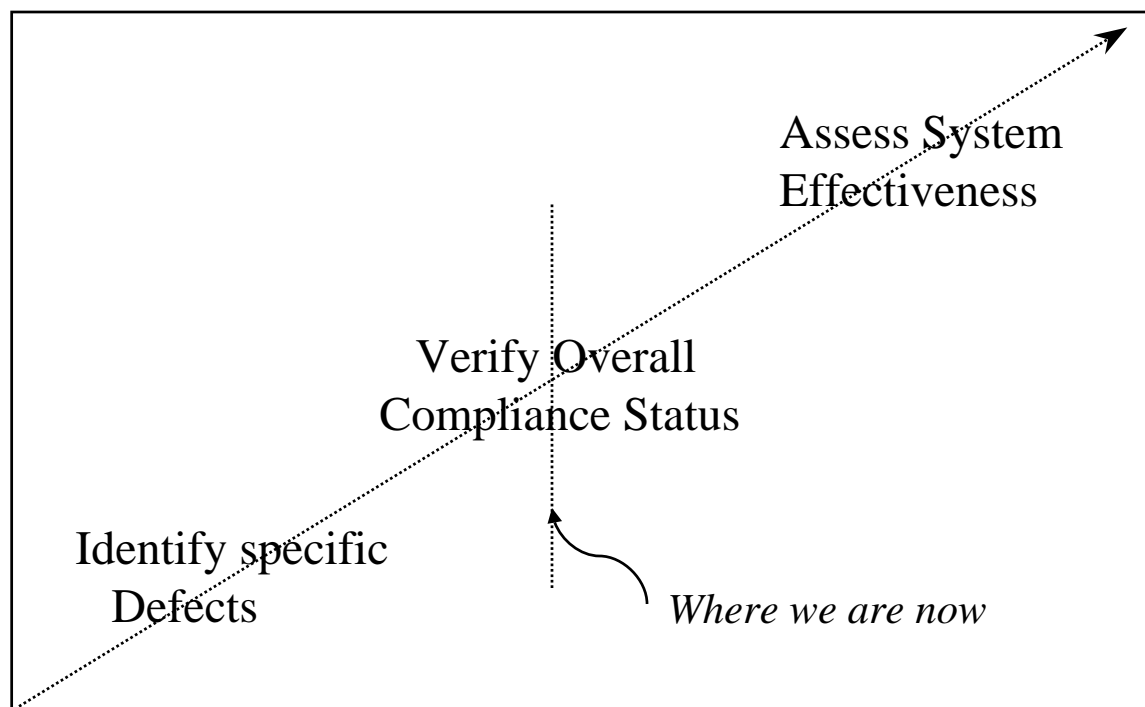 Assess System
Effectiveness
Verify Overall
Compliance Status
Identify specific
Defects
Where we are now